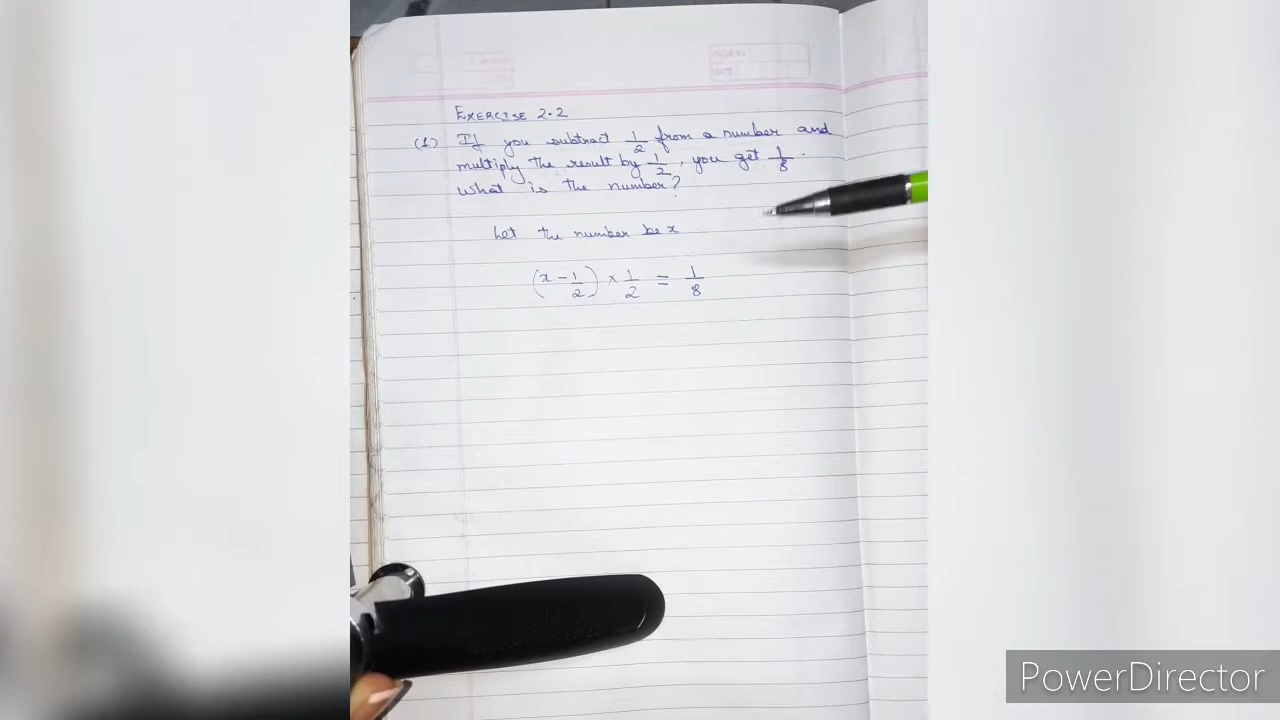 EXERCISE 2.2
(1) If you subtract 1/2 from a number and
multiply the result by 1/2, you get 1/8.
what is the number?
Let the number be x
(x - 1/2) × 1/2 = 1/8
PowerDirector